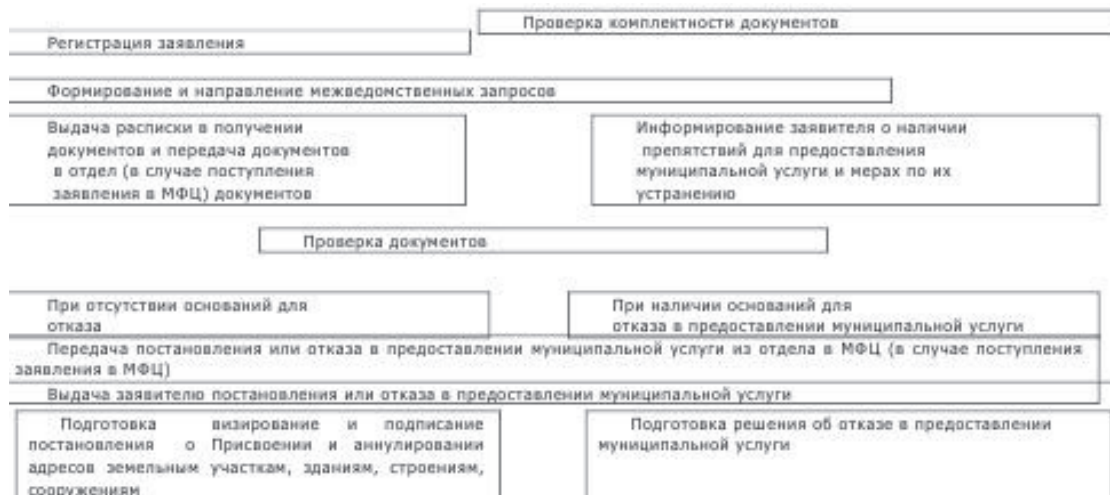 Проверка комплектности документов
Регистрация заявления
Формирование и направление межведомственных запросов
Выдача расписки в получении
документов и передача документов
в отдел (в случае поступления
заявления в МФЦ) документов
Информирование заявителя о наличии
препятствий для предоставления
муниципальной услуги и мерах по их
устранению
Проверка документов
При отсутствии оснований для
отказа
При наличии оснований для
отказа в предоставлении муниципальной услуги
Передача постановления или отказа в предоставлении муниципальной услуги из отдела в МФЦ (в случае поступления
заявления в МФЦ)
Выдача заявителю постановления или отказа в предоставлении муниципальной услуги
Подготовка визирование и подписание
постановления о Присвоении и аннулировании
адресов земельным участкам, зданиям, строениям,
сооружениям
Подготовка решения об отказе в предоставлении
муниципальной услуги